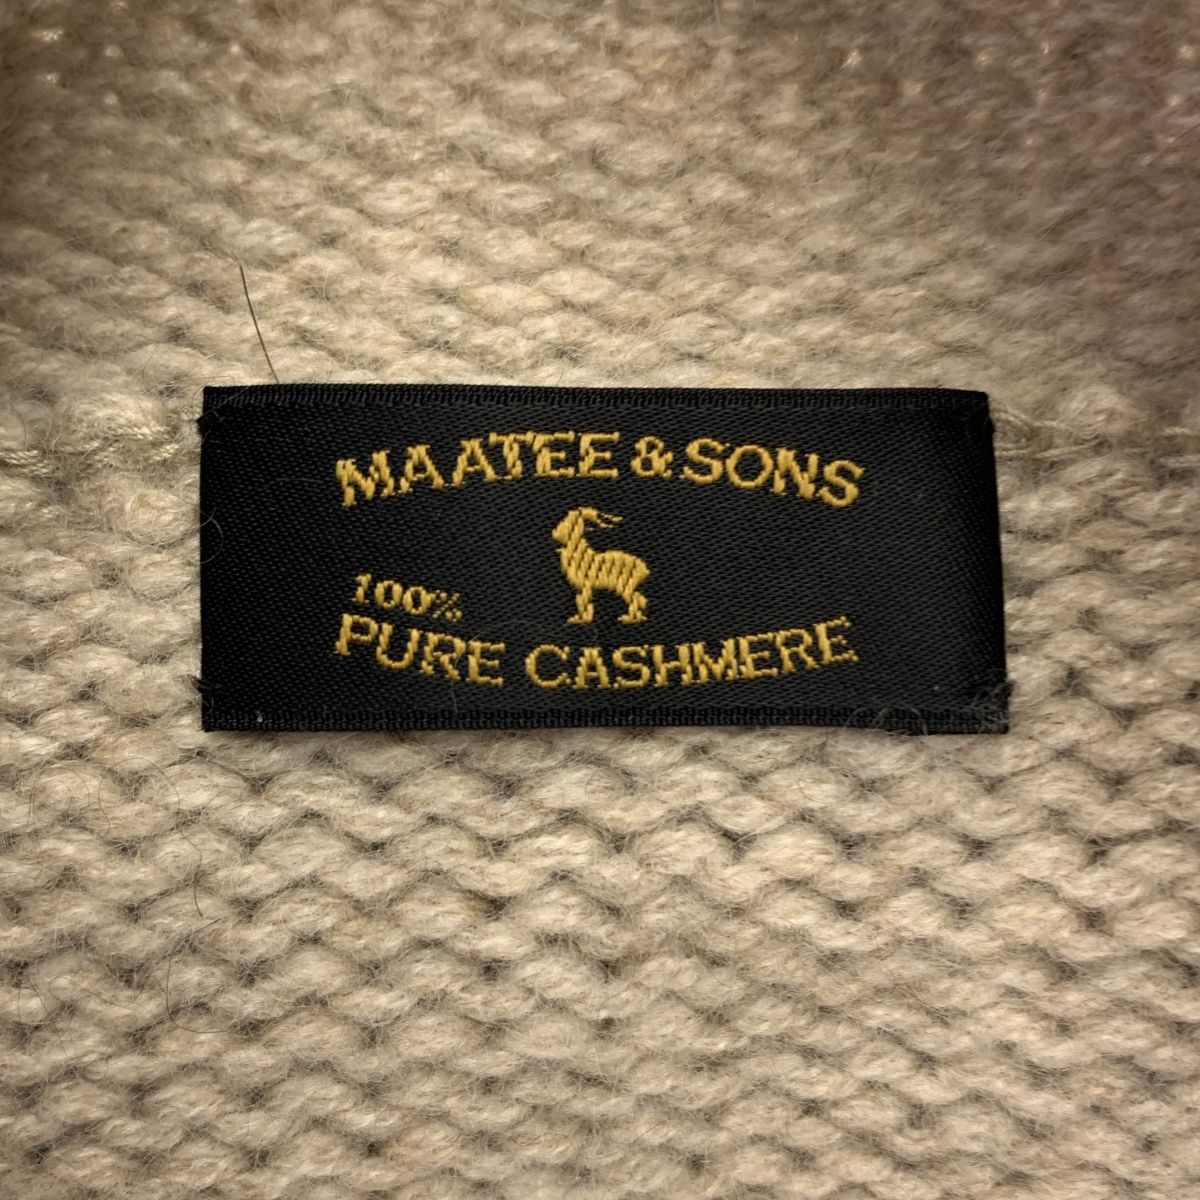 MAATEE & SONS
100%
PURE CASHMERE